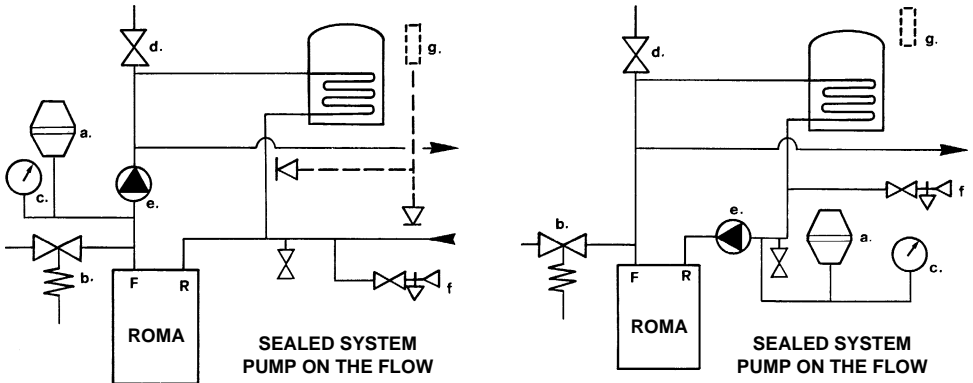 d.
g.
a.
c.
e.
b.
F R
f
ROMA
SEALED SYSTEM
PUMP ON THE FLOW
d.
g.
f
e.
b.
a.
c.
F R
ROMA
SEALED SYSTEM
PUMP ON THE FLOW